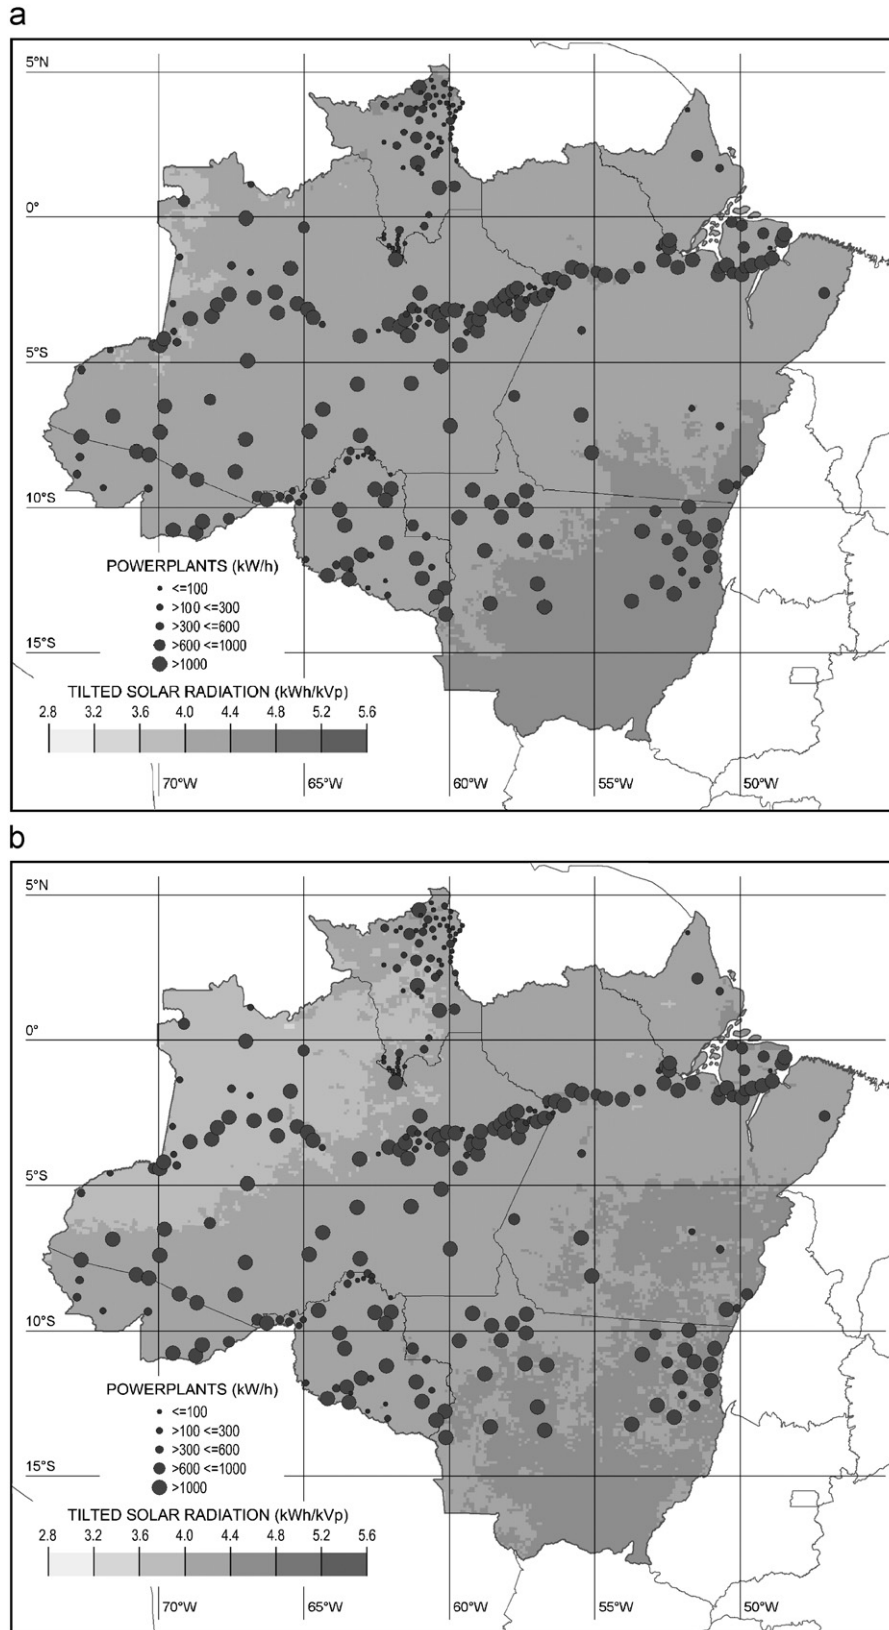 a
5°N
0°
5°S
10°S
POWERPLANTS (kW/h)
<=100
>100 <=300
>300 <=600
>600 <=1000
>1000
15°S
TILTED SOLAR RADIATION (kWh/kVp)
2.8 3.2 3.6 4.0 4.4 4.8 5.2 5.6
70°W 65°W 60°W 55°W 50°W
b
5°N
0°
5°S
10°S
POWERPLANTS (kW/h)
<=100
>100 <=300
>300 <=600
>600 <=1000
>1000
15°S
TILTED SOLAR RADIATION (kWh/kVp)
2.8 3.2 3.6 4.0 4.4 4.8 5.2 5.6
70°W 65°W 60°W 55°W 50°W